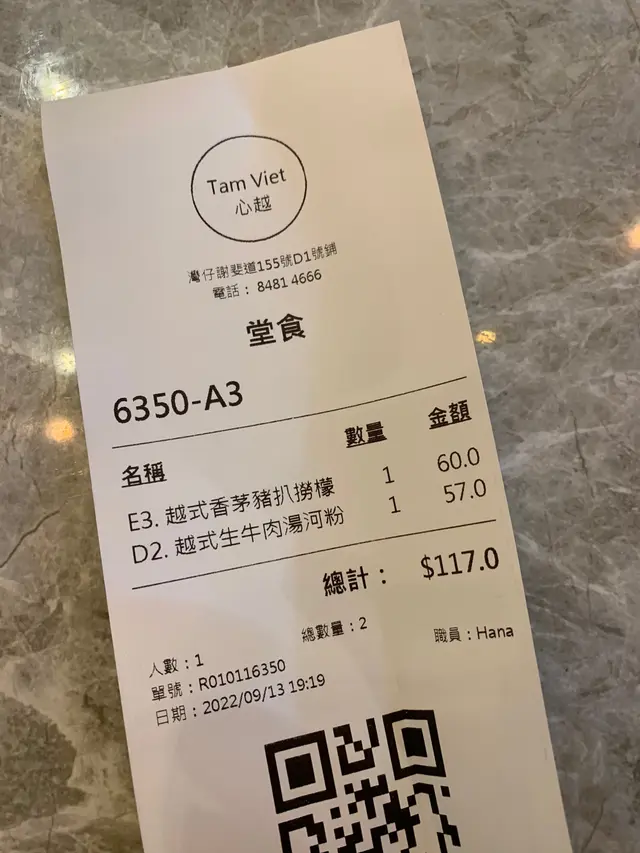 Tam Viet
心越
灣仔謝斐道155號D1號鋪
電話： 8481 4666
堂食
6350-A3
名稱 數量 金額
E3. 越式香茅豬扒撈檬 1 60.0
D2. 越式生牛肉湯河粉 1 57.0
總計： $117.0
人數：1 總數量：2 職員：Hana
單號：R010116350
日期：2022/09/13 19:19